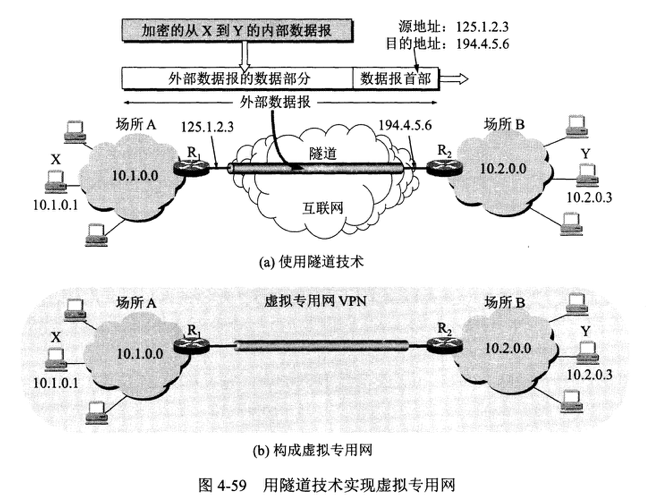 加密的从 X 到 Y 的内部数据报
源地址：125.1.2.3
目的地址：194.4.5.6
外部数据报的数据部分
数据报首部
外部数据报
场所 A
125.1.2.3
隧道
194.4.5.6
场所 B
X
R1
R2
Y
10.1.0.0
10.2.0.0
10.1.0.1
互联网
10.2.0.3
(a) 使用隧道技术
场所 A
虚拟专用网 VPN
场所 B
X
R1
R2
Y
10.1.0.0
10.2.0.0
10.1.0.1
10.2.0.3
(b) 构成虚拟专用网
图 4-59 用隧道技术实现虚拟专用网